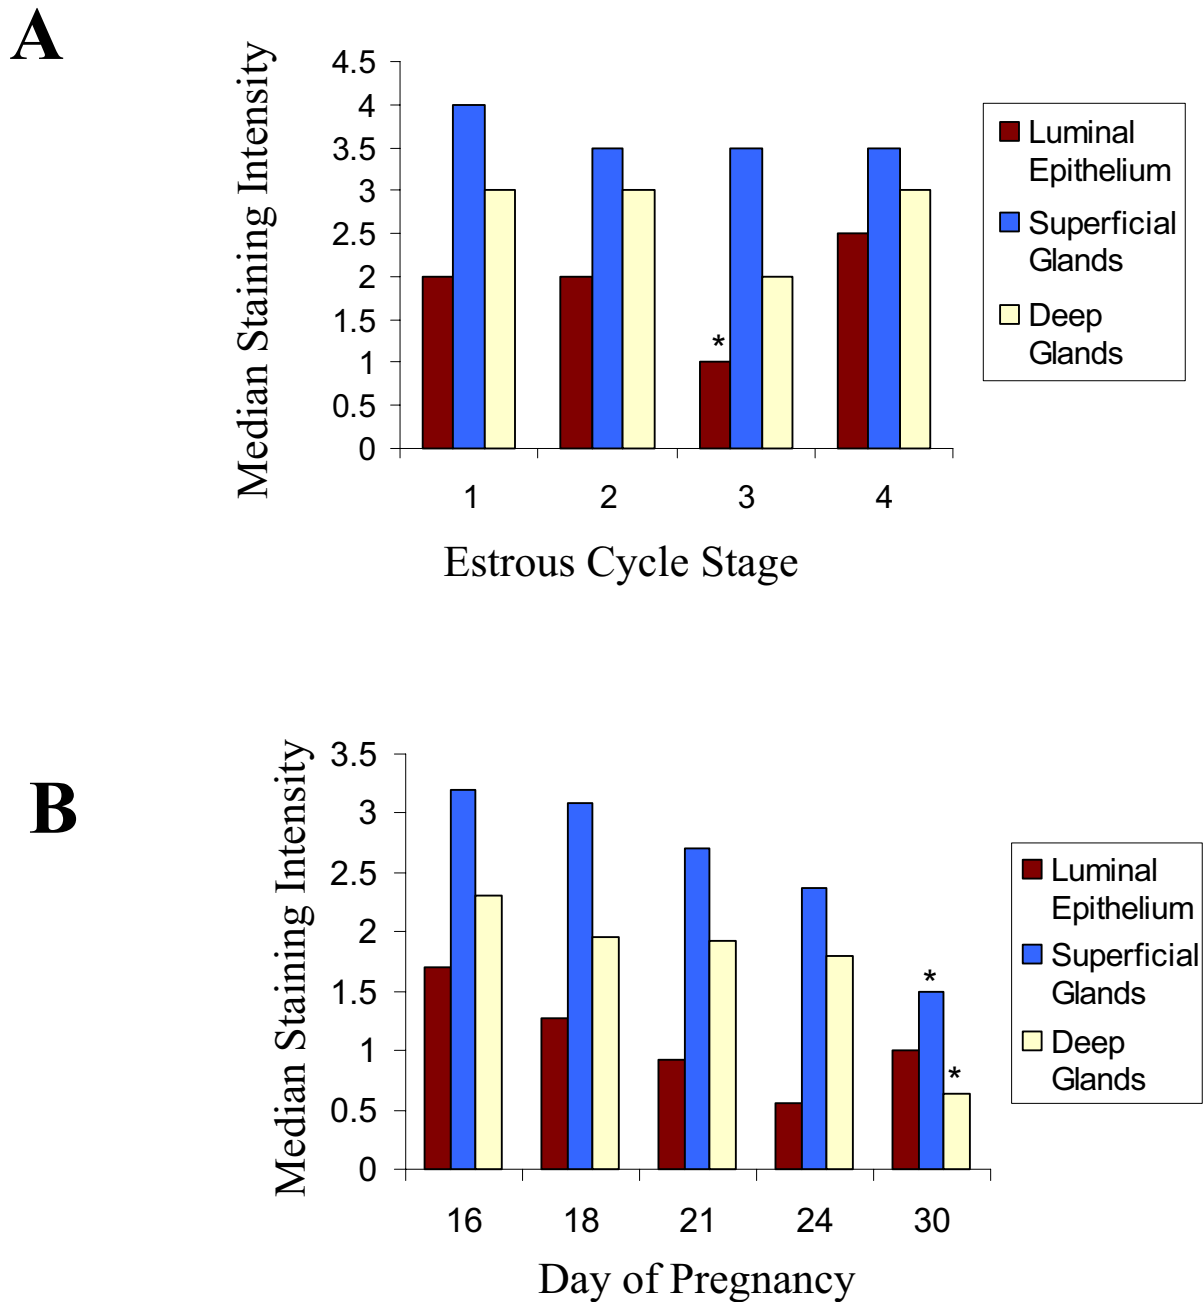 A
Median Staining Intensity
4.5
4
3.5
3
2.5
2
1.5
1
0.5
0
*
1 2 3 4
Estrous Cycle Stage
Luminal
Epithelium
Superficial
Glands
Deep
Glands
B
Median Staining Intensity
3.5
3
2.5
2
1.5
1
0.5
0
*
*
16 18 21 24 30
Day of Pregnancy
Luminal
Epithelium
Superficial
Glands
Deep
Glands